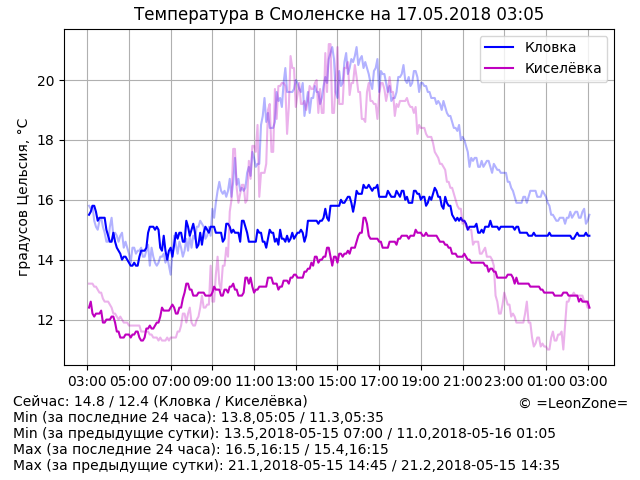 Температура в Смоленске на 17.05.2018 03:05
Кловка
Киселёвка
градусов Цельсия, °C
20
18
16
14
12
03:00 05:00 07:00 09:00 11:00 13:00 15:00 17:00 19:00 21:00 23:00 01:00 03:00
Сейчас: 14.8 / 12.4 (Кловка / Киселёвка)
© =LeonZone=
Min (за последние 24 часа): 13.8,05:05 / 11.3,05:35
Min (за предыдущие сутки): 13.5,2018-05-15 07:00 / 11.0,2018-05-16 01:05
Max (за последние 24 часа): 16.5,16:15 / 15.4,16:15
Max (за предыдущие сутки): 21.1,2018-05-15 14:45 / 21.2,2018-05-15 14:35